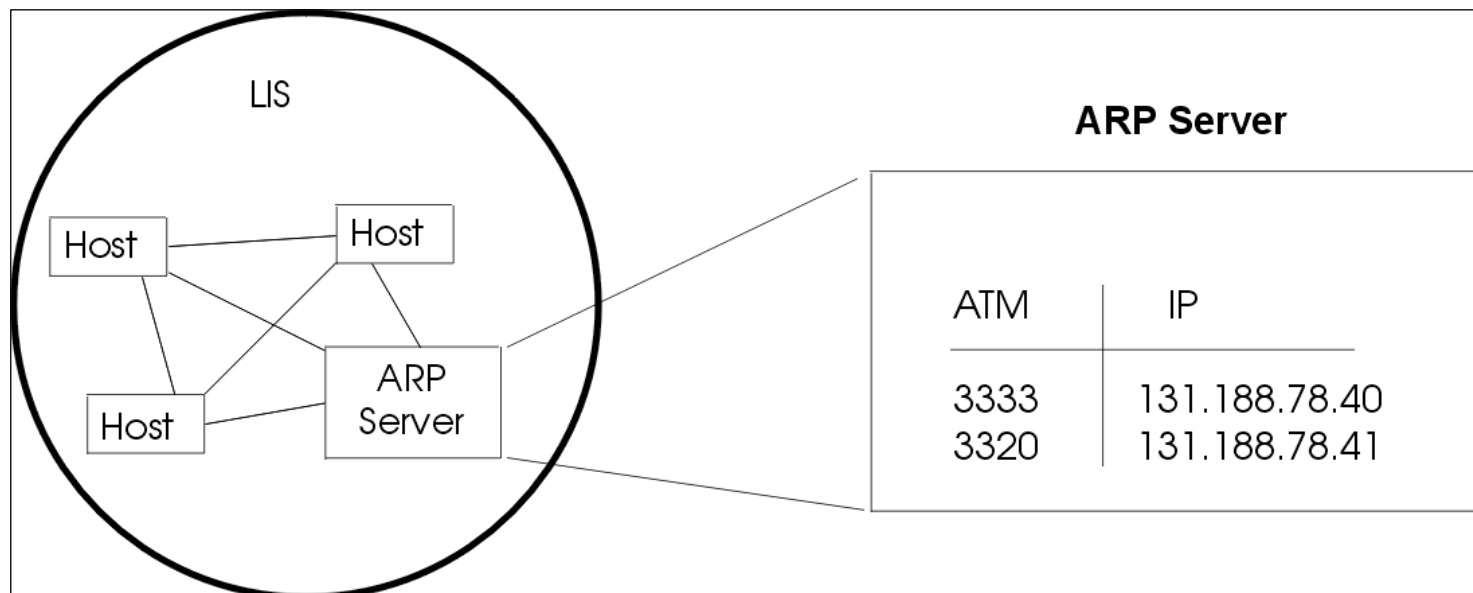 LIS
Host
Host
Host
ARP
Server
ARP Server
ATM IP
3333 131.188.78.40
3320 131.188.78.41